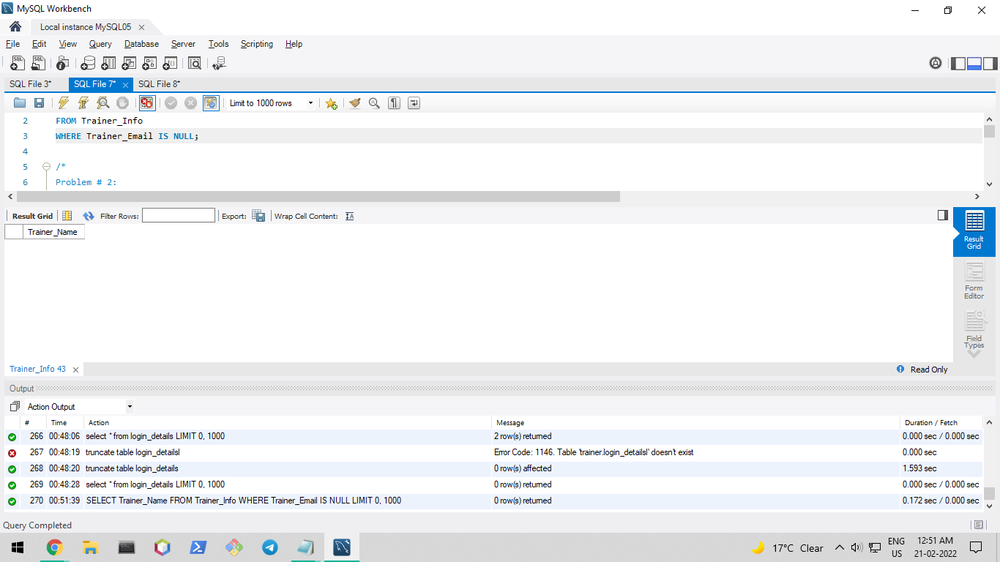 MySQL Workbench
Local instance MySQL05
File Edit View Query Database Server Tools Scripting Help
SQL File 3* SQL File 7* SQL File 8*
Limit to 1000 rows
2 FROM Trainer_Info
3 WHERE Trainer_Email IS NULL;
4
5 /*
6 Problem # 2:
Result Grid Filter Rows: Export: Wrap Cell Content:
Trainer_Name
Result Grid
Form Editor
Field Types
Trainer_Info 43 Read Only
Output
Action Output
# Time Action Message Duration / Fetch
266 00:48:06 select * from login_details LIMIT 0, 1000 2 row(s) returned 0.000 sec / 0.000 sec
267 00:48:19 truncate table login_detailsl Error Code: 1146. Table 'trainer.login_detailsl' doesn't exist 0.000 sec
268 00:48:20 truncate table login_details 0 row(s) affected 1.593 sec
269 00:48:28 select * from login_details LIMIT 0, 1000 0 row(s) returned 0.000 sec / 0.000 sec
270 00:51:39 SELECT Trainer_Name FROM Trainer_Info WHERE Trainer_Email IS NULL LIMIT 0, 1000 0 row(s) returned 0.172 sec / 0.000 sec
Query Completed
17°C Clear ENG US 12:51 AM 21-02-2022